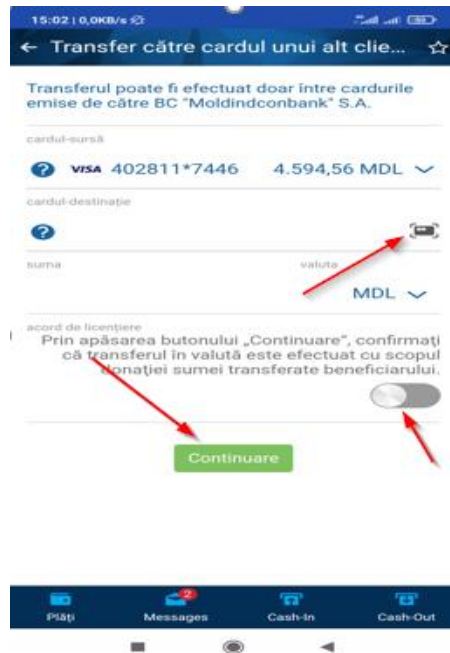 15:02 | 0,0KB/s
Transfer către cardul unui alt clie...
Transferul poate fi efectuat doar între cardurile
emise de către BC "Moldindconbank" S.A.
cardul-sursă
VISA 402811*7446 4.594,56 MDL
cardul-destinație
suma valuta
MDL
acord de licențiere
Prin apăsarea butonului „Continuare”, confirmați
că transferul în valută este efectuat cu scopul
donației sumei transferate beneficiarului.
Continuare
2
Plăți Messages Cash-In Cash-Out